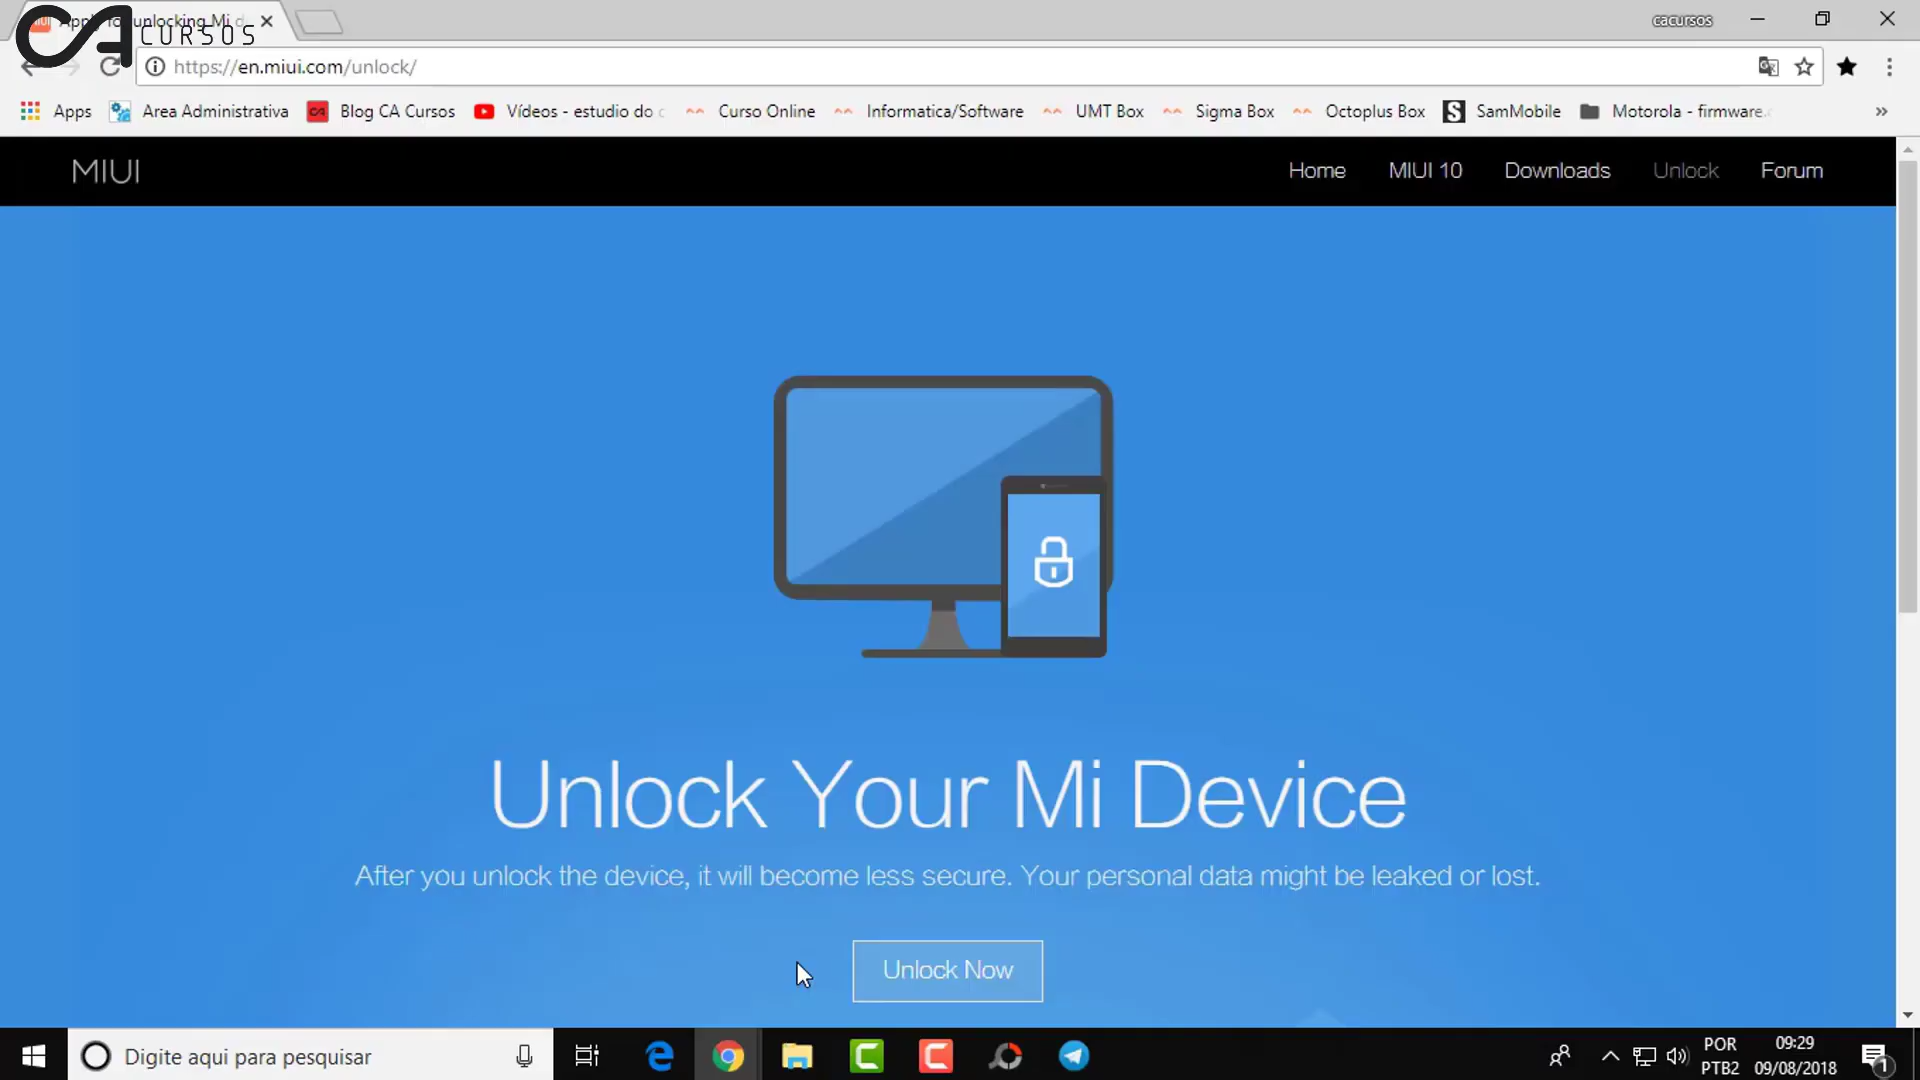 CA CURSOS
cacursos
https://en.miui.com/unlock/
Apps Area Administrativa Blog CA Cursos Vídeos - estudio do c Curso Online Informatica/Software UMT Box Sigma Box Octoplus Box SamMobile Motorola - firmware. »
MIUI Home MIUI 10 Downloads Unlock Forum
Unlock Your Mi Device
After you unlock the device, it will become less secure. Your personal data might be leaked or lost.
Unlock Now
Digite aqui para pesquisar
POR
PTB2
09:29
09/08/2018
1